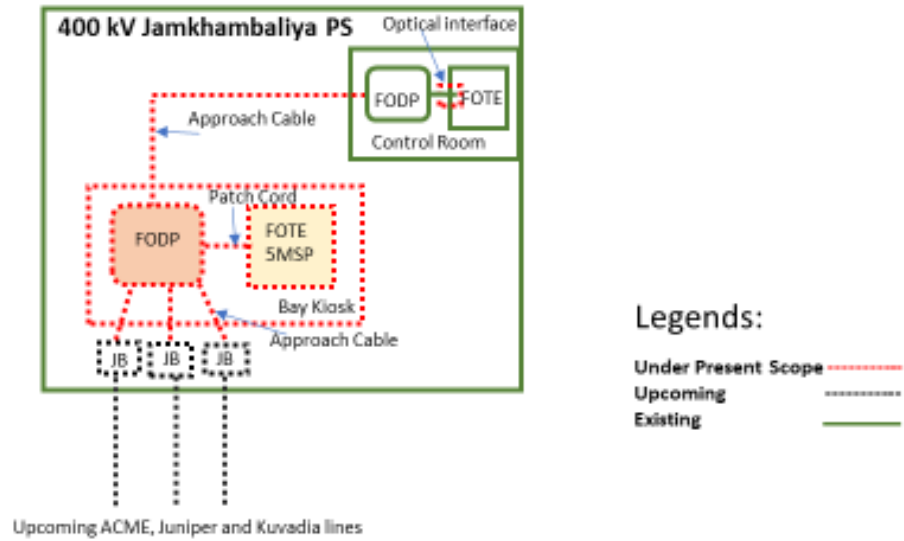 400 kV Jamkhambaliya PS
Optical interface
FODP
FOTE
Control Room
Approach Cable
Patch Cord
FODP
FOTE
5MSP
Bay Kiosk
Approach Cable
JB
JB
JB
Upcoming ACME, Juniper and Kuvadia lines
Legends:
Under Present Scope
Upcoming
Existing